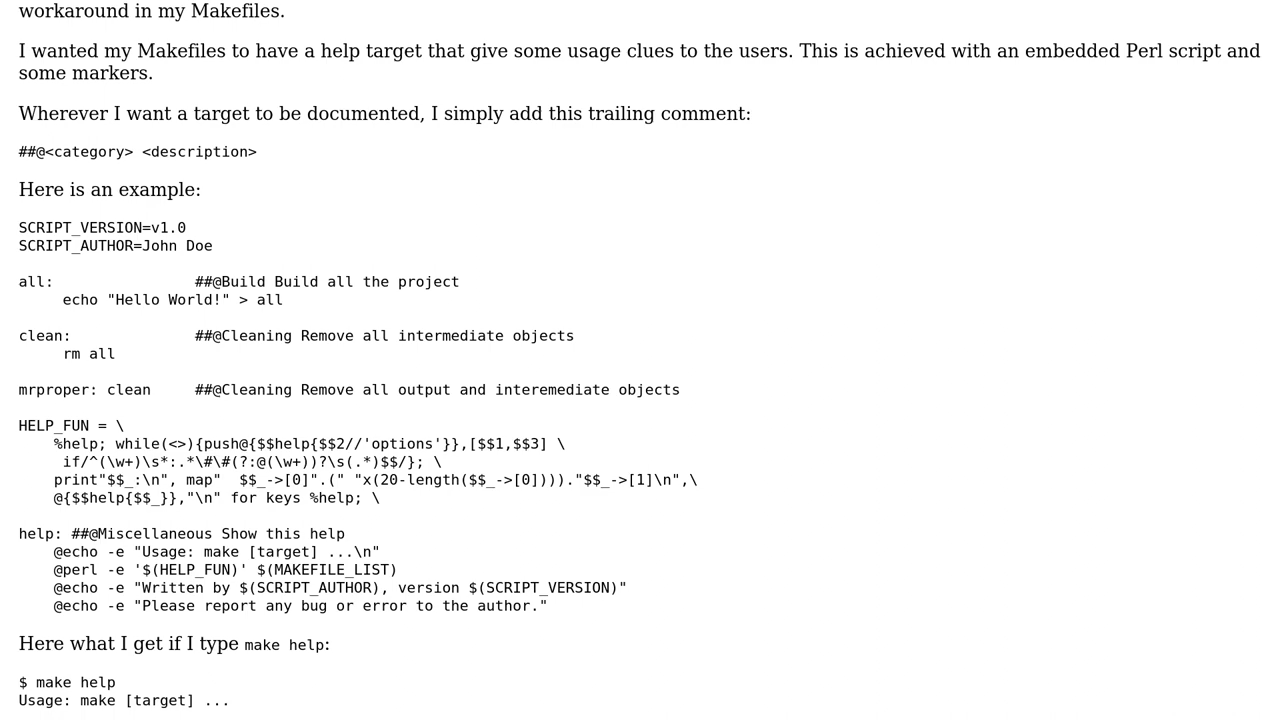 workaround in my Makefiles.
I wanted my Makefiles to have a help target that give some usage clues to the users. This is achieved with an embedded Perl script and
some markers.
Wherever I want a target to be documented, I simply add this trailing comment:
##@<category> <description>
Here is an example:
SCRIPT_VERSION=v1.0
SCRIPT_AUTHOR=John Doe
all:                ##@Build Build all the project
     echo "Hello World!" > all
clean:              ##@Cleaning Remove all intermediate objects
     rm all
mrproper: clean     ##@Cleaning Remove all output and interemediate objects
HELP_FUN = \
    %help; while(<>){push@{$$help{$$2//'options'}},[$$1,$$3] \
     if/^(\w+)\s*:.*\#\#(?:@(\w+))?\s(.*)$$/}; \
    print"$$_:\n", map"  $$_->[0]".(" "x(20-length($$_->[0])))."$$_->[1]\n",\
    @{$$help{$$_}},"\n" for keys %help; \
help: ##@Miscellaneous Show this help
    @echo -e "Usage: make [target] ...\n"
    @perl -e '$(HELP_FUN)' $(MAKEFILE_LIST)
    @echo -e "Written by $(SCRIPT_AUTHOR), version $(SCRIPT_VERSION)"
    @echo -e "Please report any bug or error to the author."
Here what I get if I type make help:
$ make help
Usage: make [target] ...